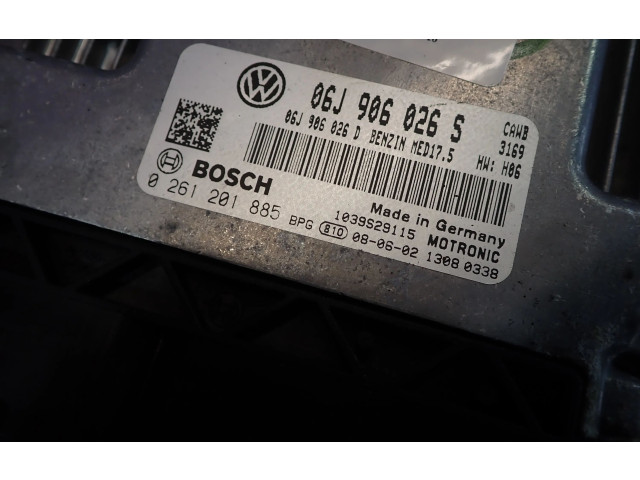 06J 906 026 S
CAWB
06J 906 026 D BENZIN MED17.5
3169
HW: H06
BOSCH
Made in Germany
0 261 201 885
1039S29115
MOTRONIC
BPG 810 08-06-02 1308 0338